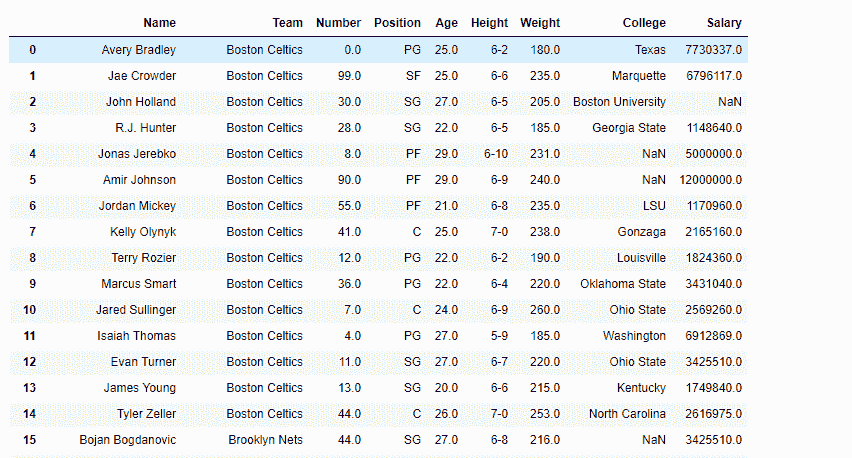 Name Team Number Position Age Height Weight College Salary
0 Avery Bradley Boston Celtics 0.0 PG 25.0 6-2 180.0 Texas 7730337.0
1 Jae Crowder Boston Celtics 99.0 SF 25.0 6-6 235.0 Marquette 6796117.0
2 John Holland Boston Celtics 30.0 SG 27.0 6-5 205.0 Boston University NaN
3 R.J. Hunter Boston Celtics 28.0 SG 22.0 6-5 185.0 Georgia State 1148640.0
4 Jonas Jerebko Boston Celtics 8.0 PF 29.0 6-10 231.0 NaN 5000000.0
5 Amir Johnson Boston Celtics 90.0 PF 29.0 6-9 240.0 NaN 12000000.0
6 Jordan Mickey Boston Celtics 55.0 PF 21.0 6-8 235.0 LSU 1170960.0
7 Kelly Olynyk Boston Celtics 41.0 C 25.0 7-0 238.0 Gonzaga 2165160.0
8 Terry Rozier Boston Celtics 12.0 PG 22.0 6-2 190.0 Louisville 1824360.0
9 Marcus Smart Boston Celtics 36.0 PG 22.0 6-4 220.0 Oklahoma State 3431040.0
10 Jared Sullinger Boston Celtics 7.0 C 24.0 6-9 260.0 Ohio State 2569260.0
11 Isaiah Thomas Boston Celtics 4.0 PG 27.0 5-9 185.0 Washington 6912869.0
12 Evan Turner Boston Celtics 11.0 SG 27.0 6-7 220.0 Ohio State 3425510.0
13 James Young Boston Celtics 13.0 SG 20.0 6-6 215.0 Kentucky 1749840.0
14 Tyler Zeller Boston Celtics 44.0 C 26.0 7-0 253.0 North Carolina 2616975.0
15 Bojan Bogdanovic Brooklyn Nets 44.0 SG 27.0 6-8 216.0 NaN 3425510.0